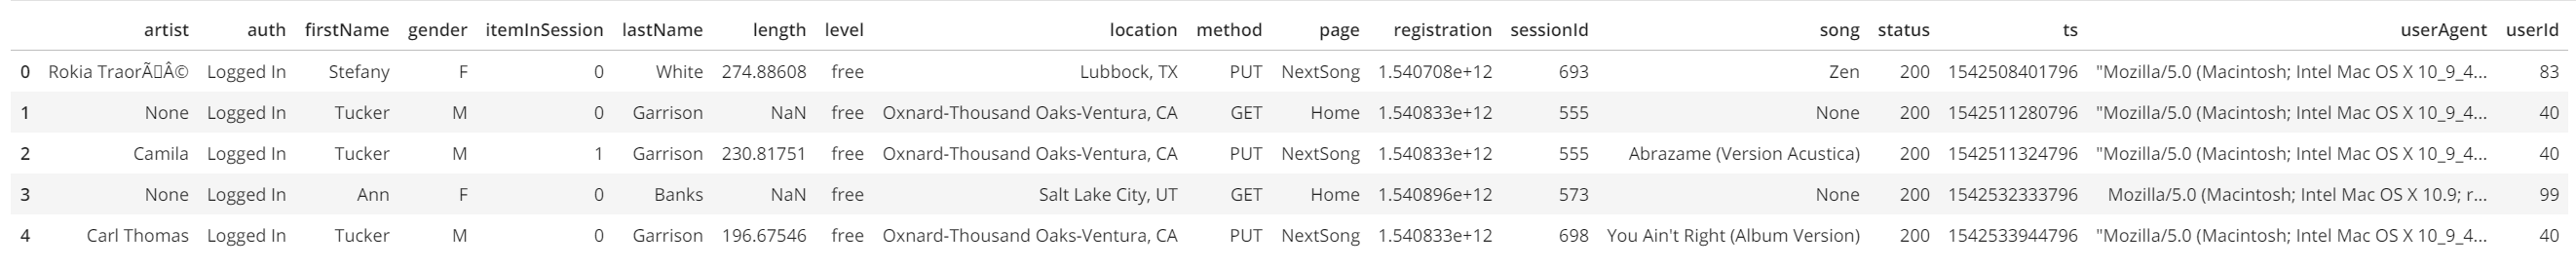 artist auth firstName gender itemInSession lastName length level location method page registration sessionId song status ts userAgent userId
0 Rokia TraorÃ▯Â© Logged In Stefany F 0 White 274.88608 free Lubbock, TX PUT NextSong 1.540708e+12 693 Zen 200 1542508401796 "Mozilla/5.0 (Macintosh; Intel Mac OS X 10_9_4... 83
1 None Logged In Tucker M 0 Garrison NaN free Oxnard-Thousand Oaks-Ventura, CA GET Home 1.540833e+12 555 None 200 1542511280796 "Mozilla/5.0 (Macintosh; Intel Mac OS X 10_9_4... 40
2 Camila Logged In Tucker M 1 Garrison 230.81751 free Oxnard-Thousand Oaks-Ventura, CA PUT NextSong 1.540833e+12 555 Abrazame (Version Acustica) 200 1542511324796 "Mozilla/5.0 (Macintosh; Intel Mac OS X 10_9_4... 40
3 None Logged In Ann F 0 Banks NaN free Salt Lake City, UT GET Home 1.540896e+12 573 None 200 1542532333796 Mozilla/5.0 (Macintosh; Intel Mac OS X 10.9; r... 99
4 Carl Thomas Logged In Tucker M 0 Garrison 196.67546 free Oxnard-Thousand Oaks-Ventura, CA PUT NextSong 1.540833e+12 698 You Ain't Right (Album Version) 200 1542533944796 "Mozilla/5.0 (Macintosh; Intel Mac OS X 10_9_4... 40